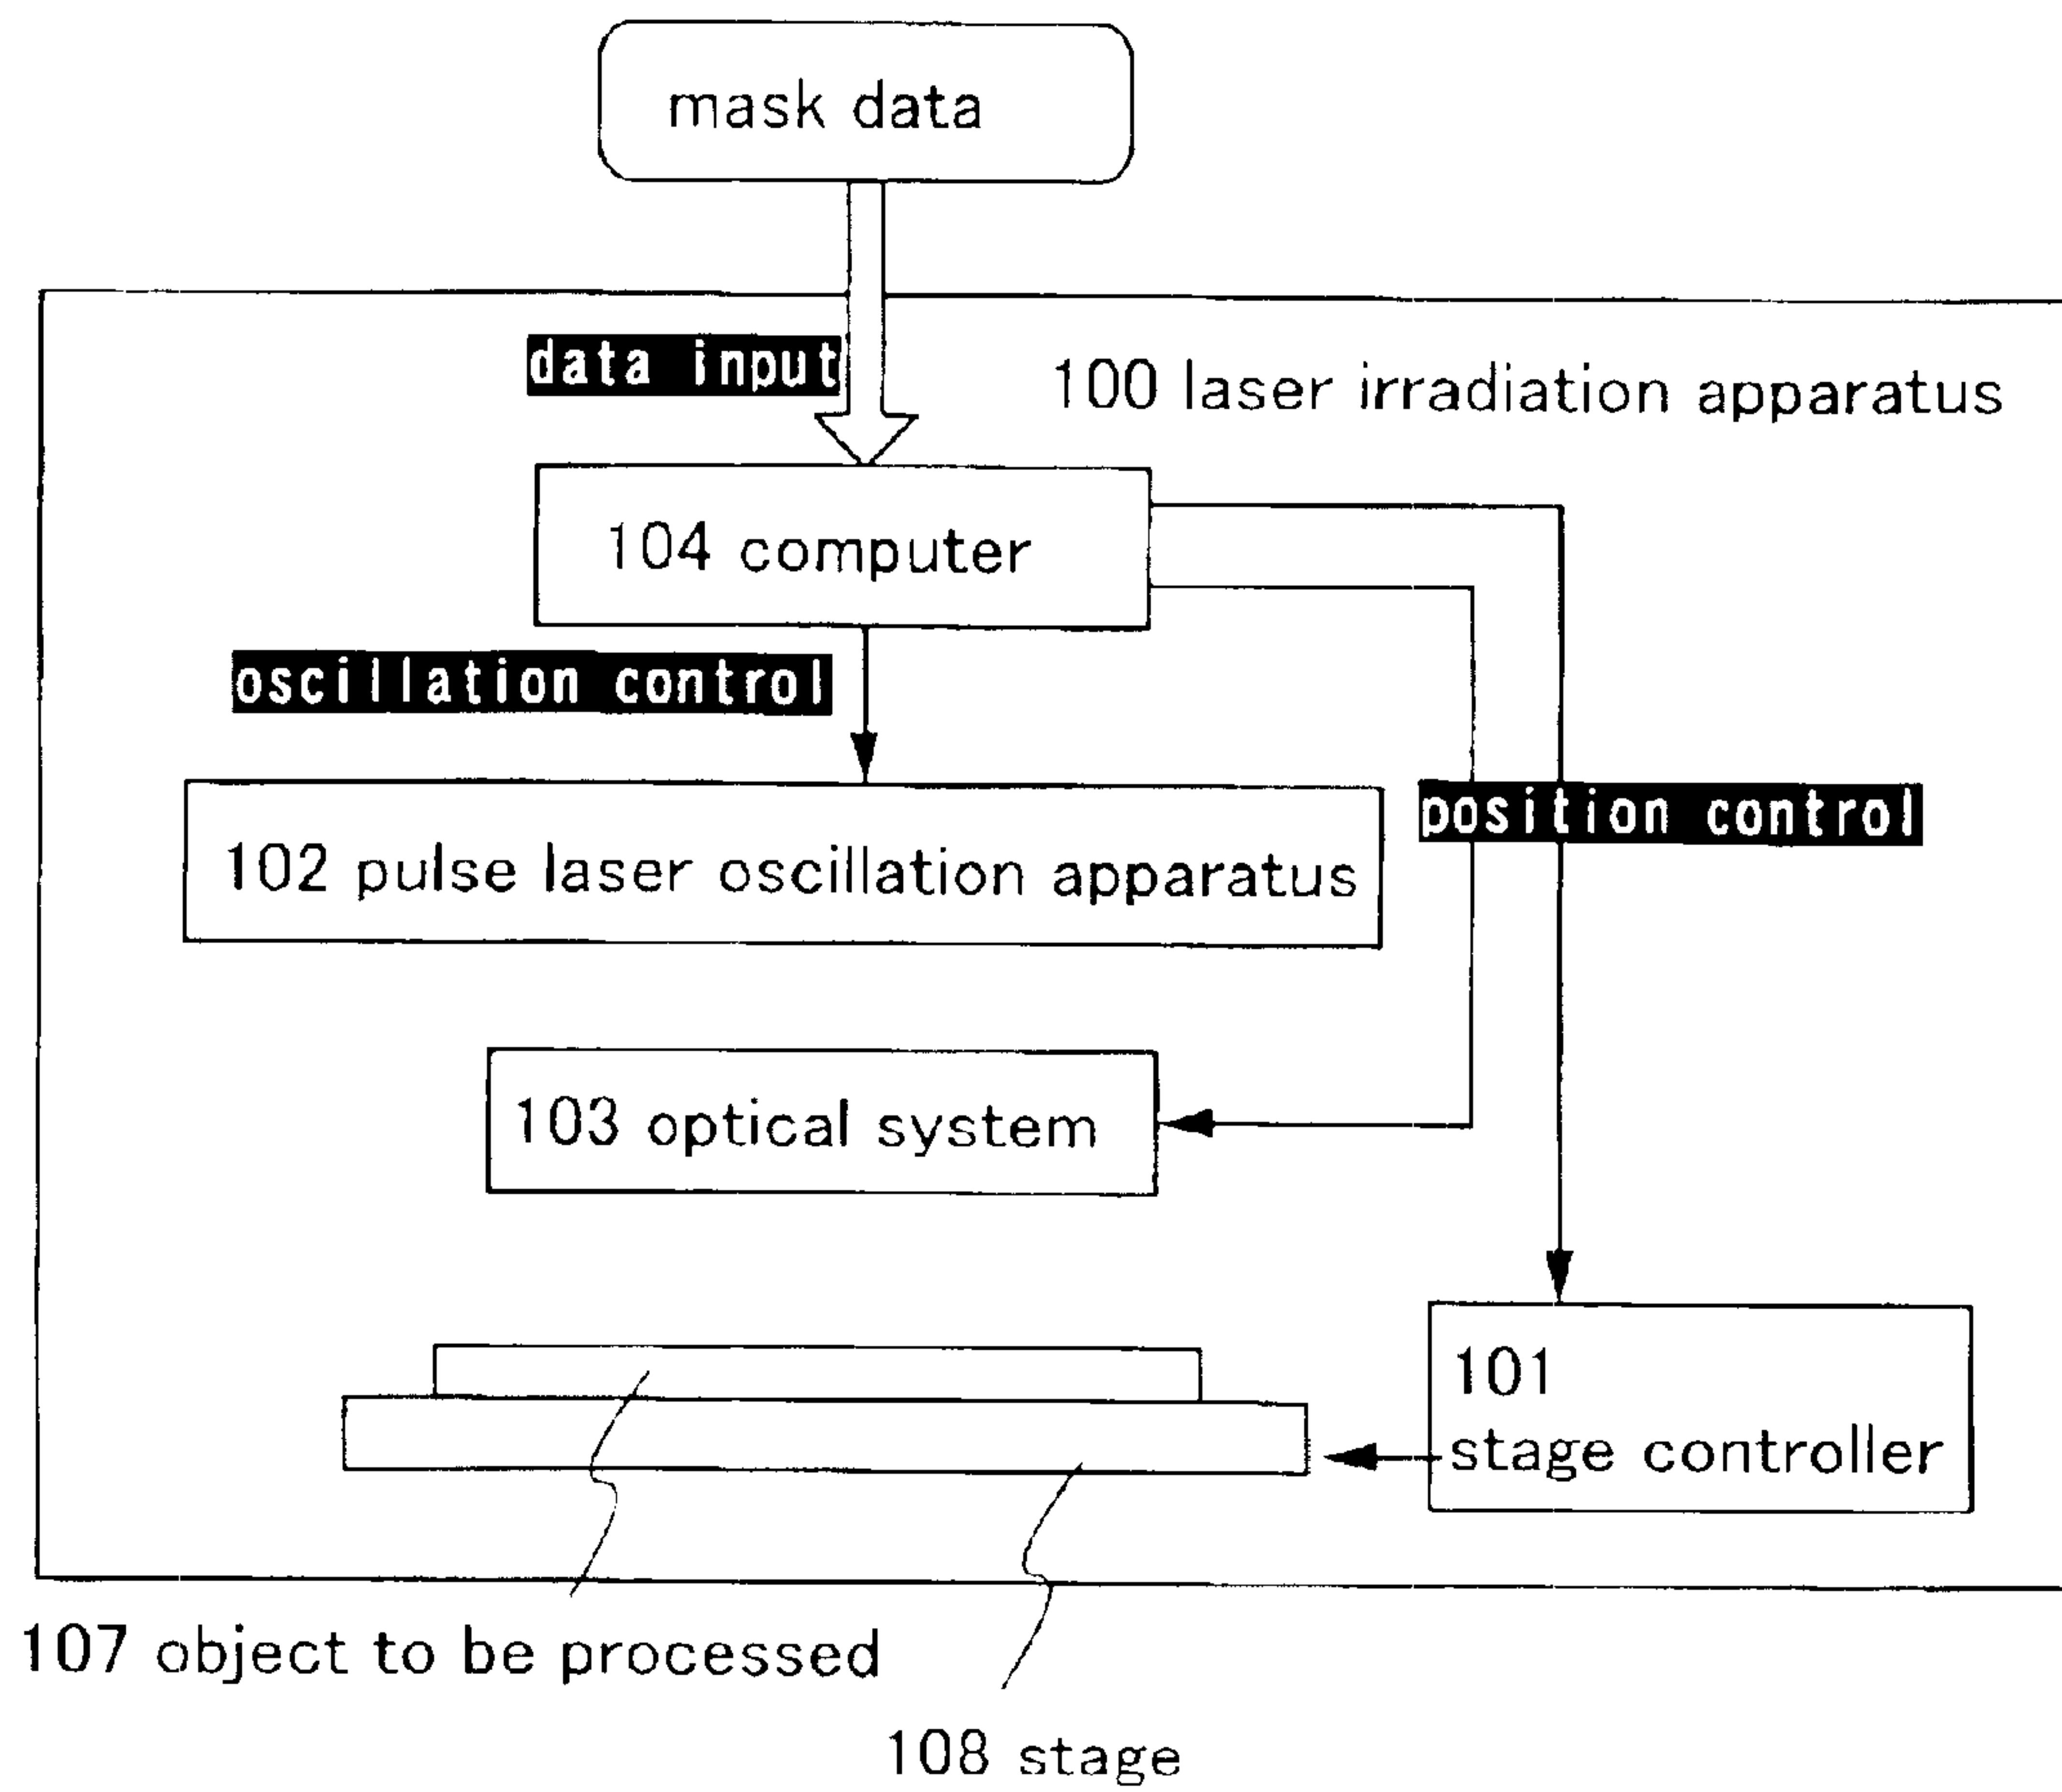 mask data
data input
100 laser irradiation apparatus
104 computer
oscillation control
position control
102 pulse laser oscillation apparatus
103 optical system
101
stage controller
107 object to be processed
108 stage